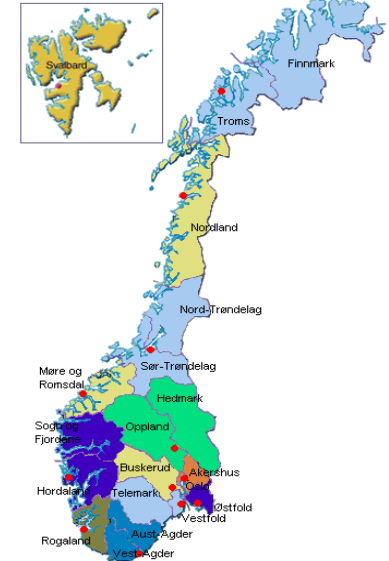 Svalbard
Finnmark
Troms
Nordland
Nord-Trøndelag
Sør-Trøndelag
Møre og
Romsdal
Hedmark
Sogn og
Fjordene
Oppland
Buskerud
Akershus
Oslo
Hordaland
Telemark
Østfold
Vestfold
Rogaland
Aust-Agder
Vest-Agder